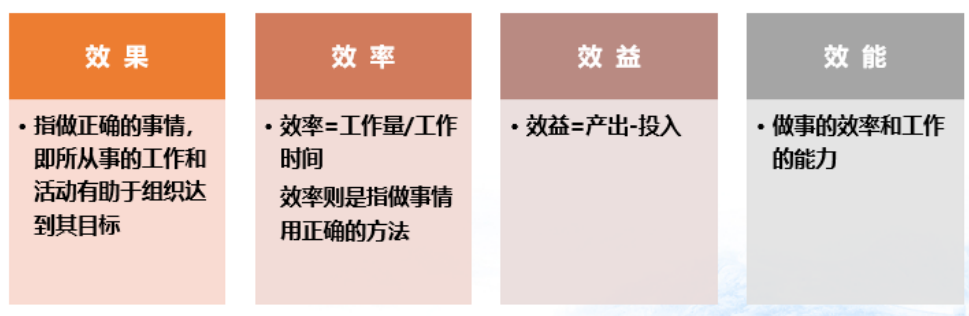 效 果
• 指做正确的事情,
即所从事的工作和
活动有助于组织达
到其目标
效 率
• 效率=工作量/工作
时间
效率则是指做事情
用正确的方法
效 益
• 效益=产出-投入
效 能
• 做事的效率和工作
的能力